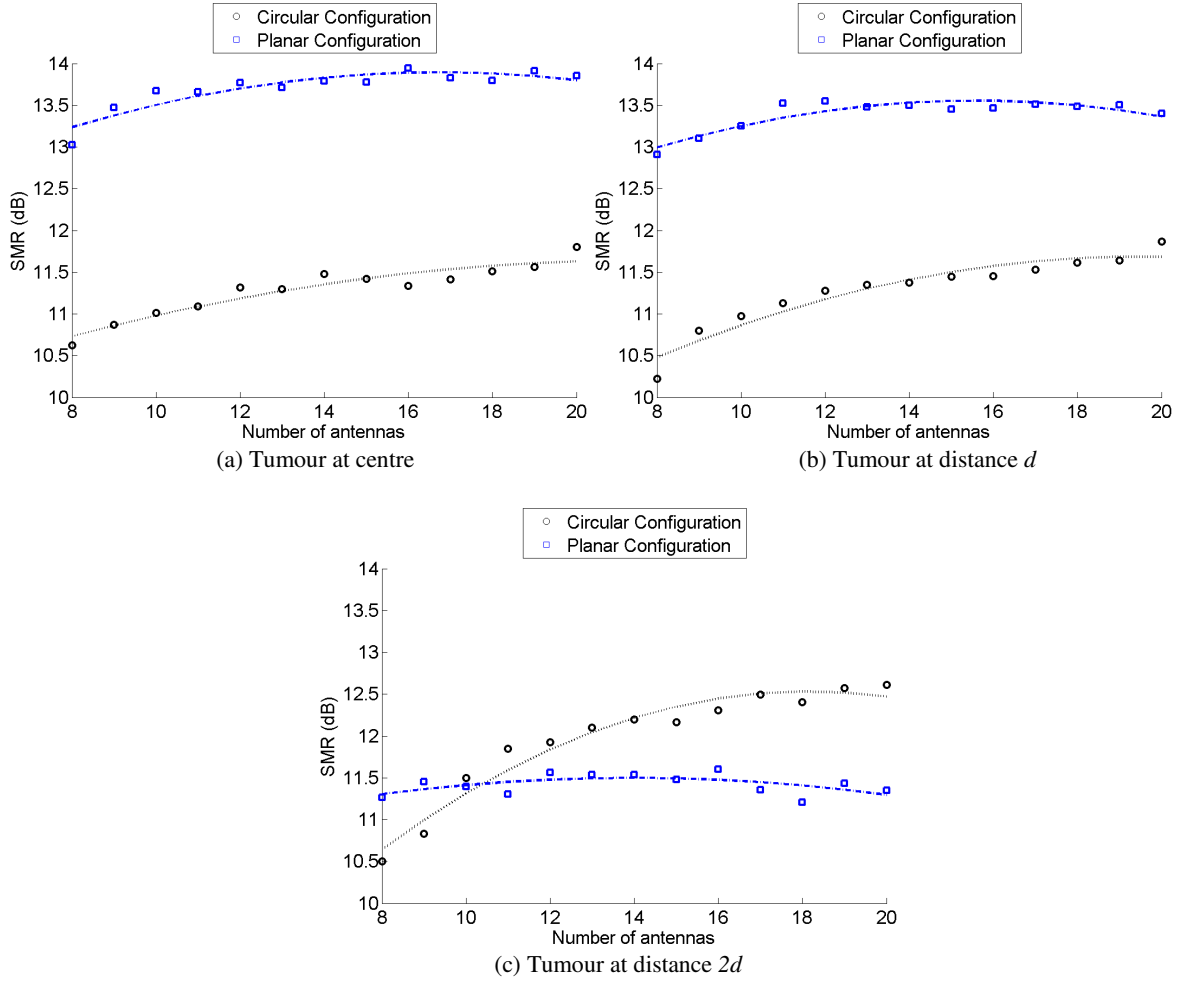 Circular Configuration
Planar Configuration
14
13.5
13
12.5
12
11.5
11
10.5
10
SMR (dB)
8 10 12 14 16 18 20
Number of antennas
(a) Tumour at centre
Circular Configuration
Planar Configuration
14
13.5
13
12.5
12
11.5
11
10.5
10
SMR (dB)
8 10 12 14 16 18 20
Number of antennas
(b) Tumour at distance d
Circular Configuration
Planar Configuration
14
13.5
13
12.5
12
11.5
11
10.5
10
SMR (dB)
8 10 12 14 16 18 20
Number of antennas
(c) Tumour at distance 2d